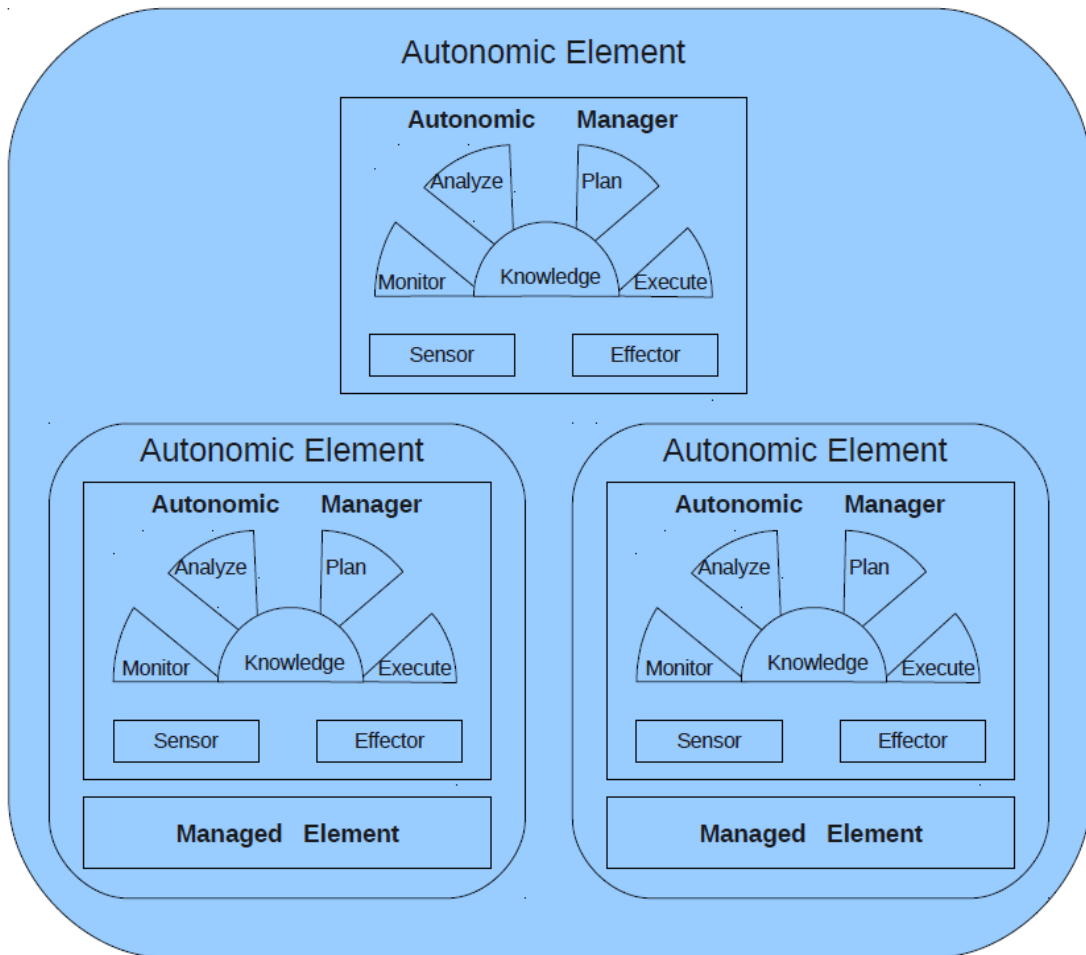 Autonomic Element
Autonomic Manager
Analyze Plan
Monitor Knowledge Execute
Sensor Effector
Autonomic Element
Autonomic Manager
Analyze Plan
Monitor Knowledge Execute
Sensor Effector
Managed Element
Autonomic Element
Autonomic Manager
Analyze Plan
Monitor Knowledge Execute
Sensor Effector
Managed Element